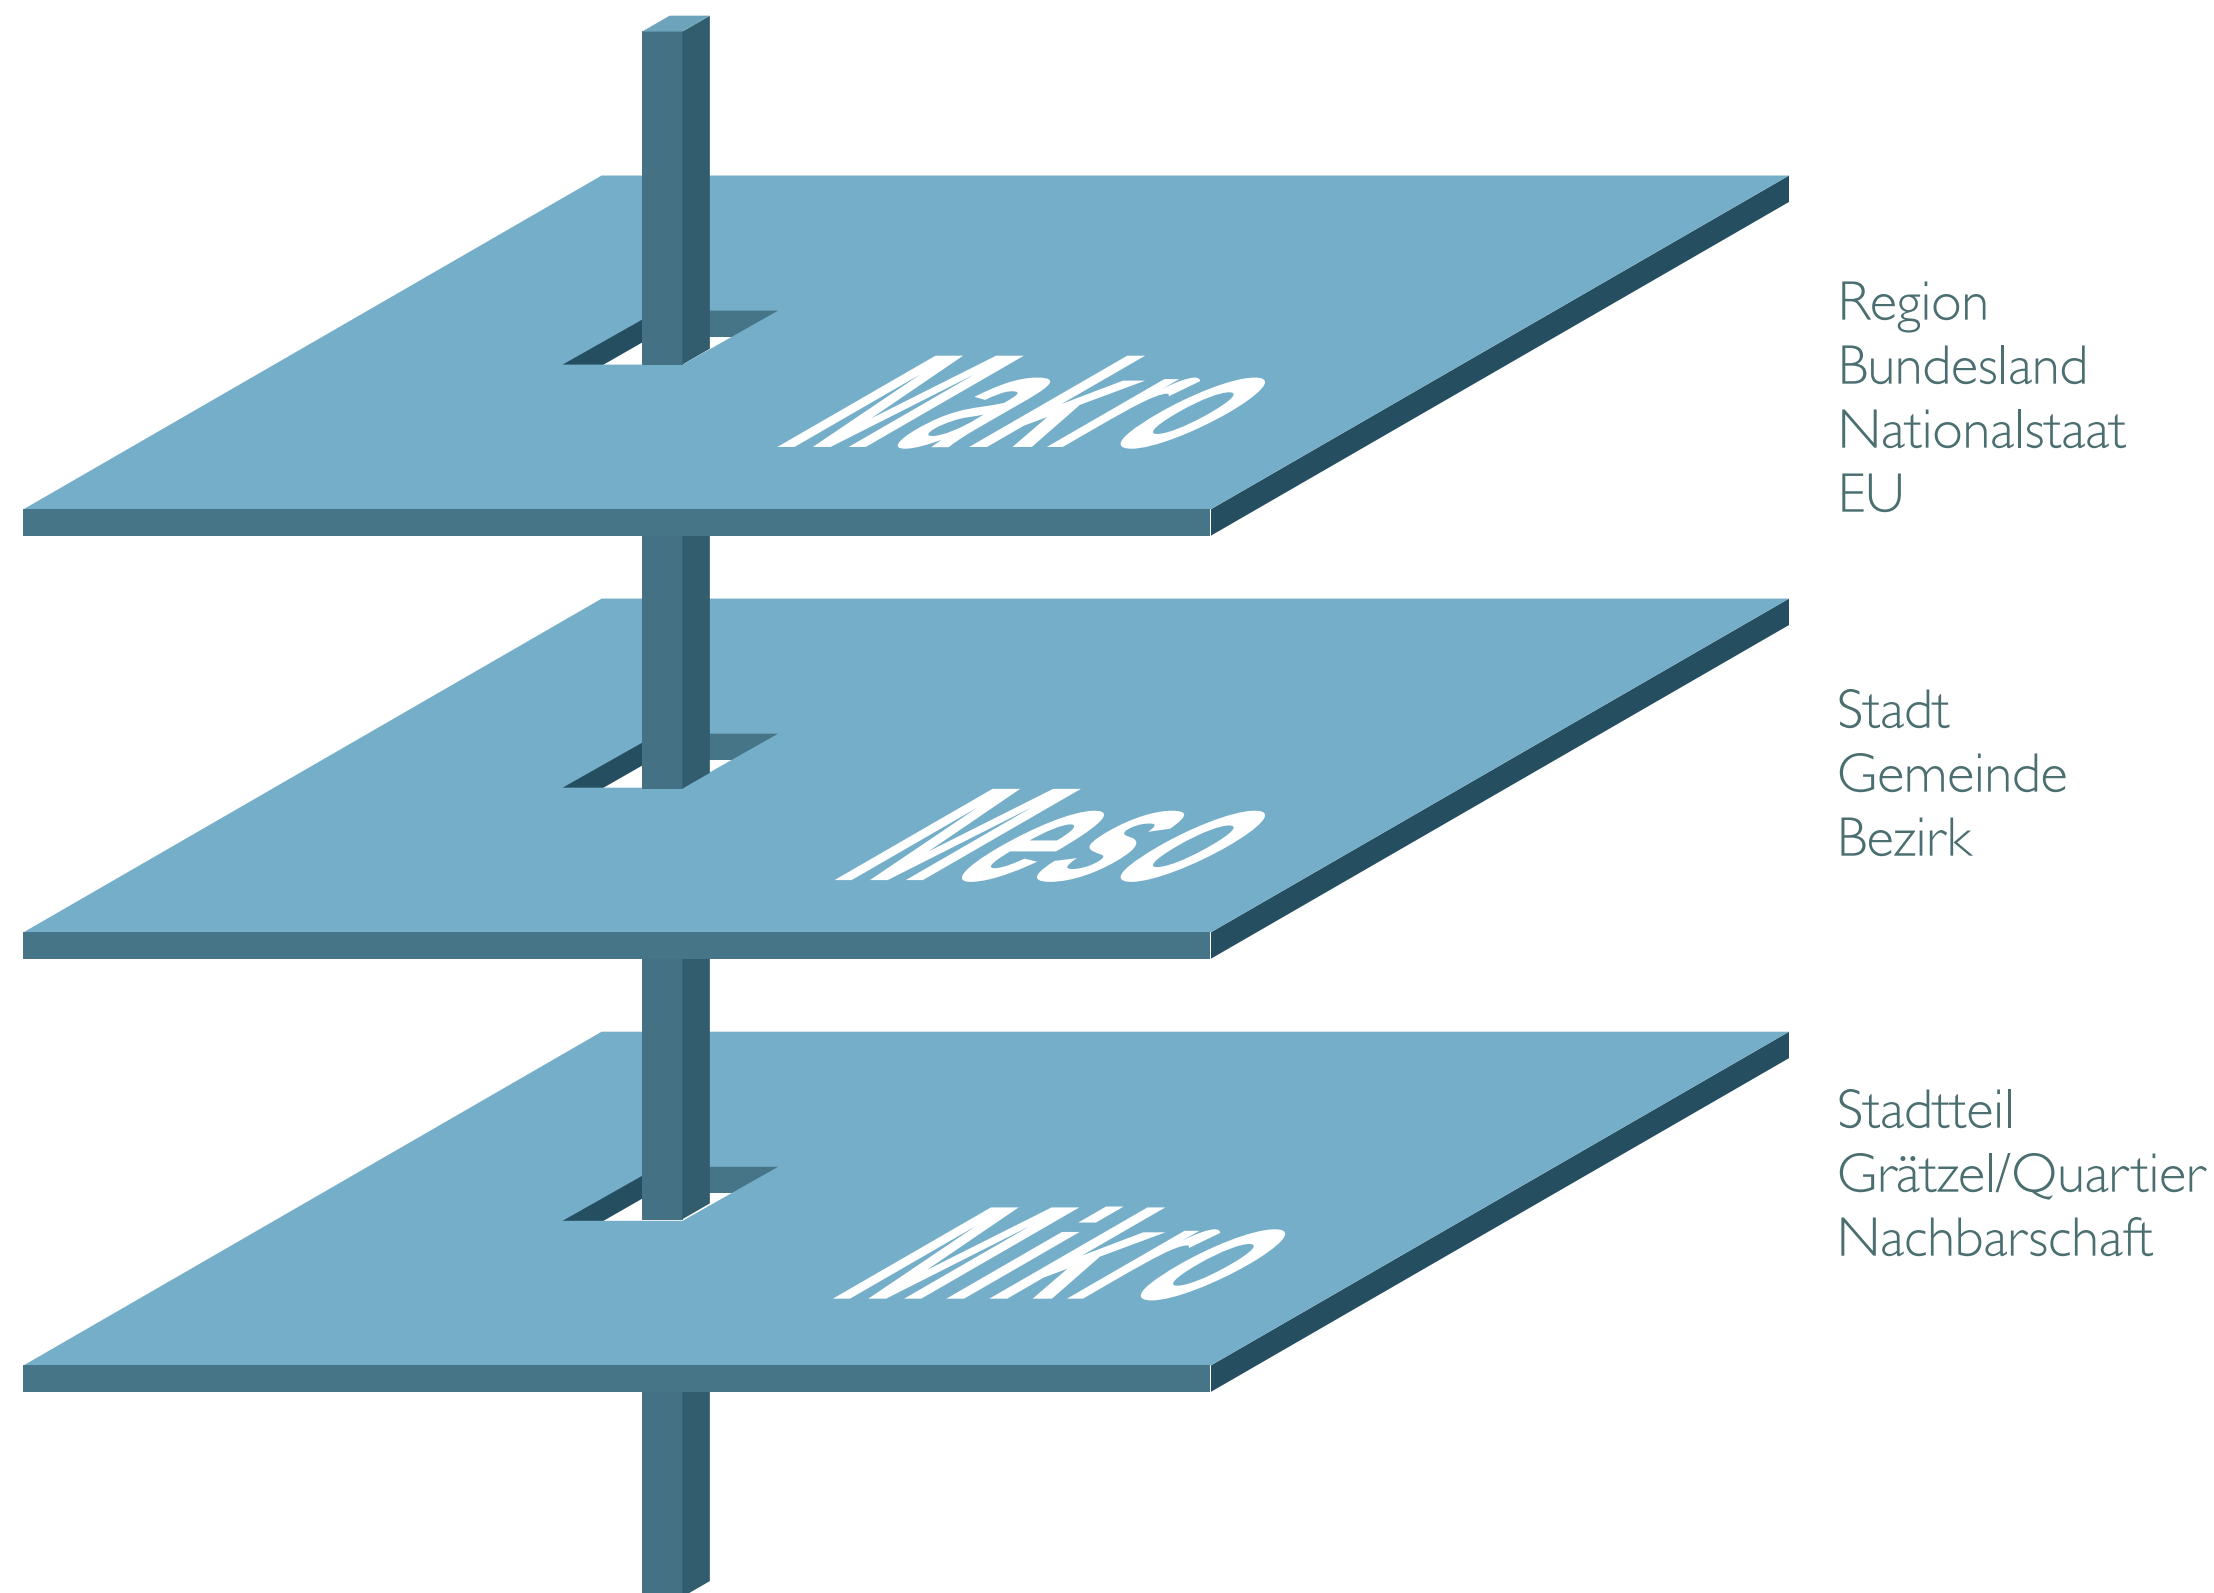 Makro
Region
Bundesland
Nationalstaat
EU
Meso
Stadt
Gemeinde
Bezirk
Mikro
Stadtteil
Grätzel/Quartier
Nachbarschaft